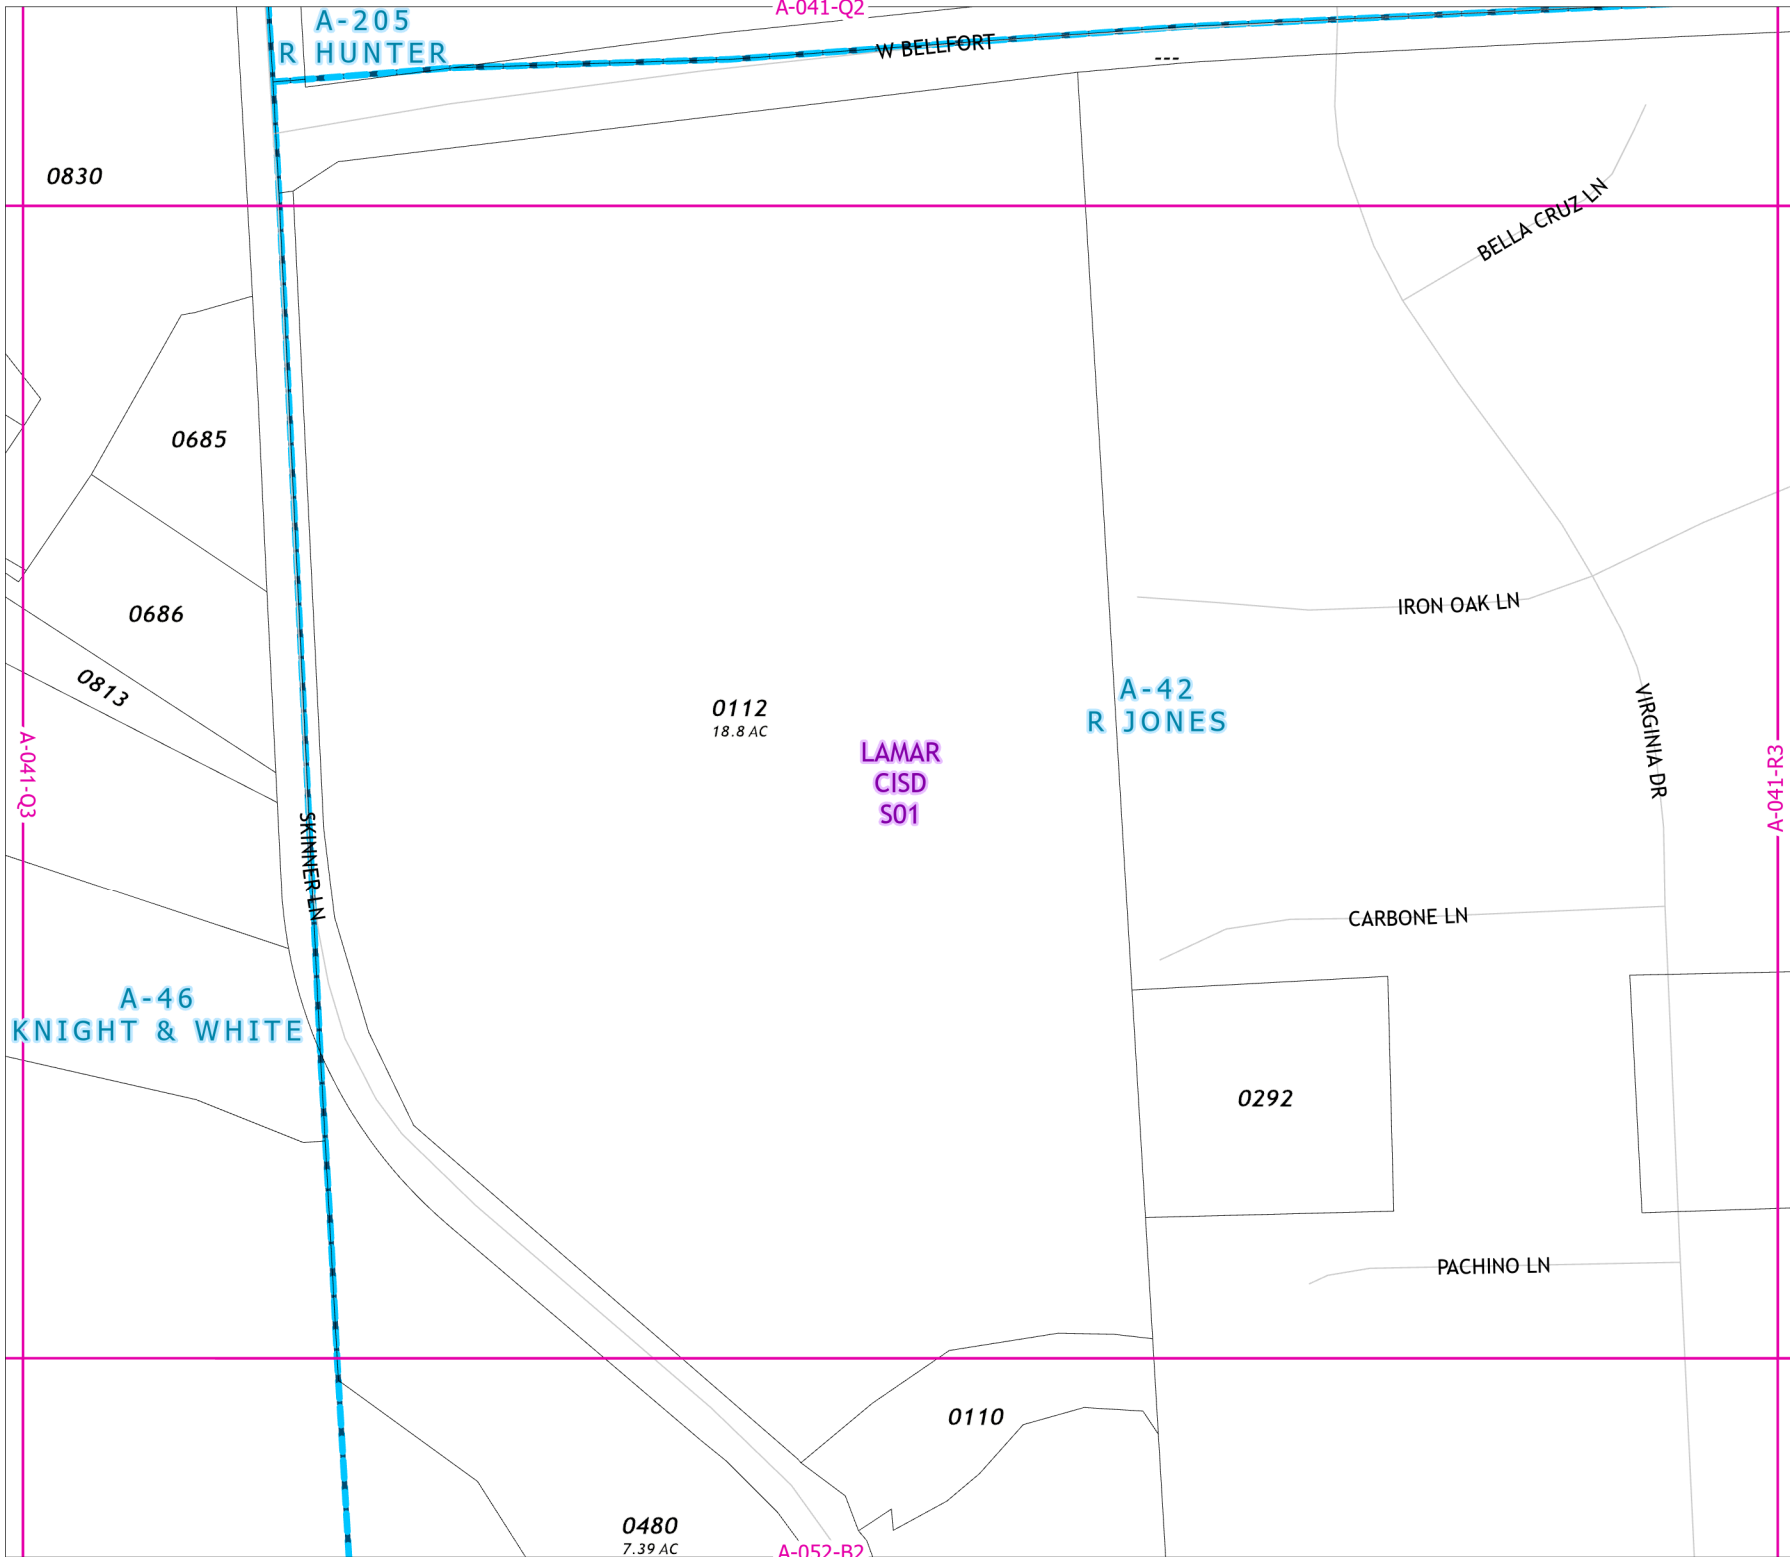 A-041-Q2
A-205
R HUNTER
W BELLFORT
---
0830
BELLA CRUZ LN
0685
IRON OAK LN
0686
0813
A-42
R JONES
0112
18.8 AC
LAMAR
CISD
S01
VIRGINIA DR
A-041-Q3
A-041-R3
SKINNER LN
CARBONE LN
A-46
KNIGHT & WHITE
0292
PACHINO LN
0110
0480
7.39 AC
A-052-B2